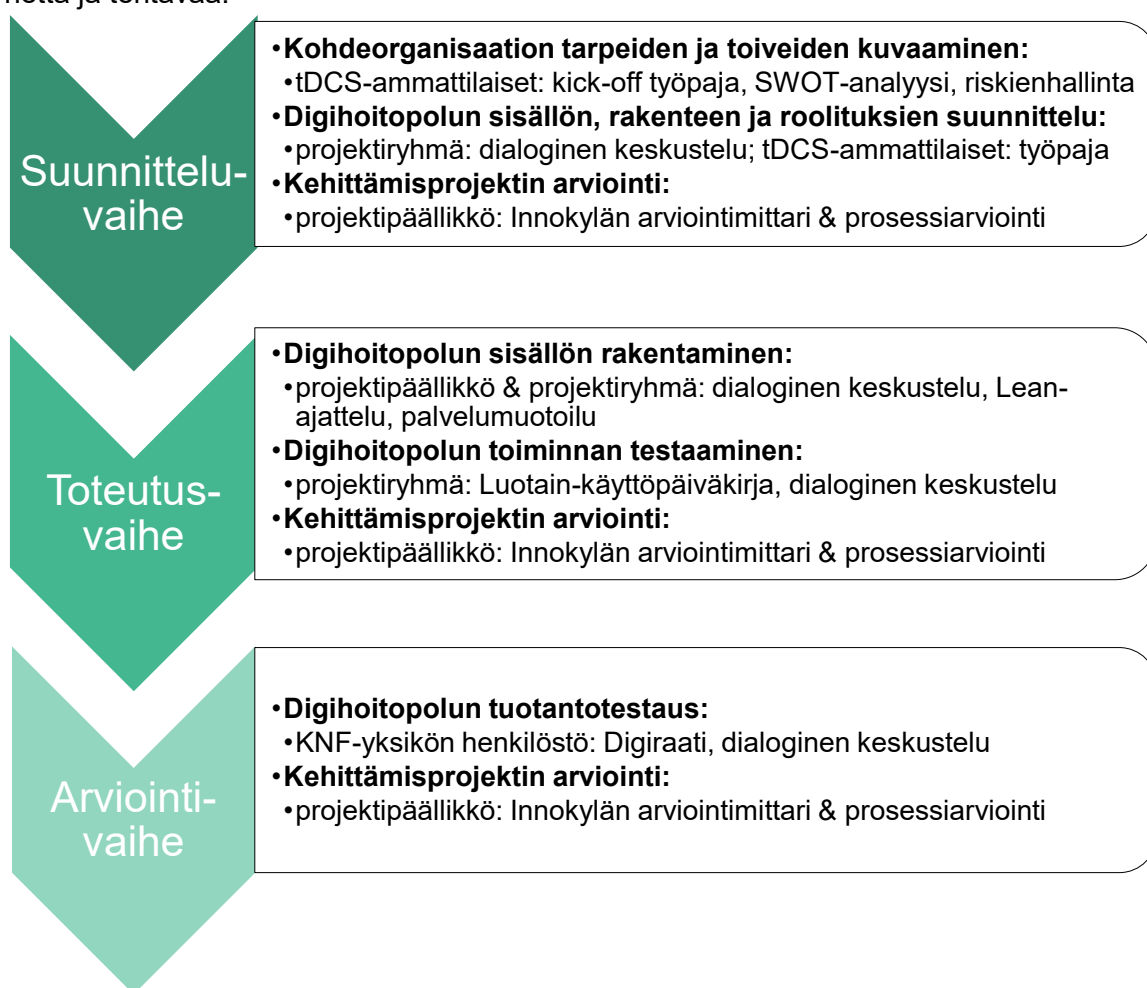 Suunnittelu-
vaihe
•Kohdeorganisaation tarpeiden ja toiveiden kuvaaminen:
•tDCS-ammattilaiset: kick-off työpaja, SWOT-analyysi, riskienhallinta
•Digihoitopolun sisällön, rakenteen ja roolituksien suunnittelu:
•projektiryhmä: dialoginen keskustelu; tDCS-ammattilaiset: työpaja
•Kehittämisprojektin arviointi:
•projektipäällikkö: Innokylän arviointimittari & prosessiarviointi
Toteutus-
vaihe
•Digihoitopolun sisällön rakentaminen:
•projektipäällikkö & projektiryhmä: dialoginen keskustelu, Lean-
ajattelu, palvelumuotoilu
•Digihoitopolun toiminnan testaaminen:
•projektiryhmä: Luotain-käyttöpäiväkirja, dialoginen keskustelu
•Kehittämisprojektin arviointi:
•projektipäällikkö: Innokylän arviointimittari & prosessiarviointi
Arviointi-
vaihe
•Digihoitopolun tuotantotestaus:
•KNF-yksikön henkilöstö: Digiraati, dialoginen keskustelu
•Kehittämisprojektin arviointi:
•projektipäällikkö: Innokylän arviointimittari & prosessiarviointi